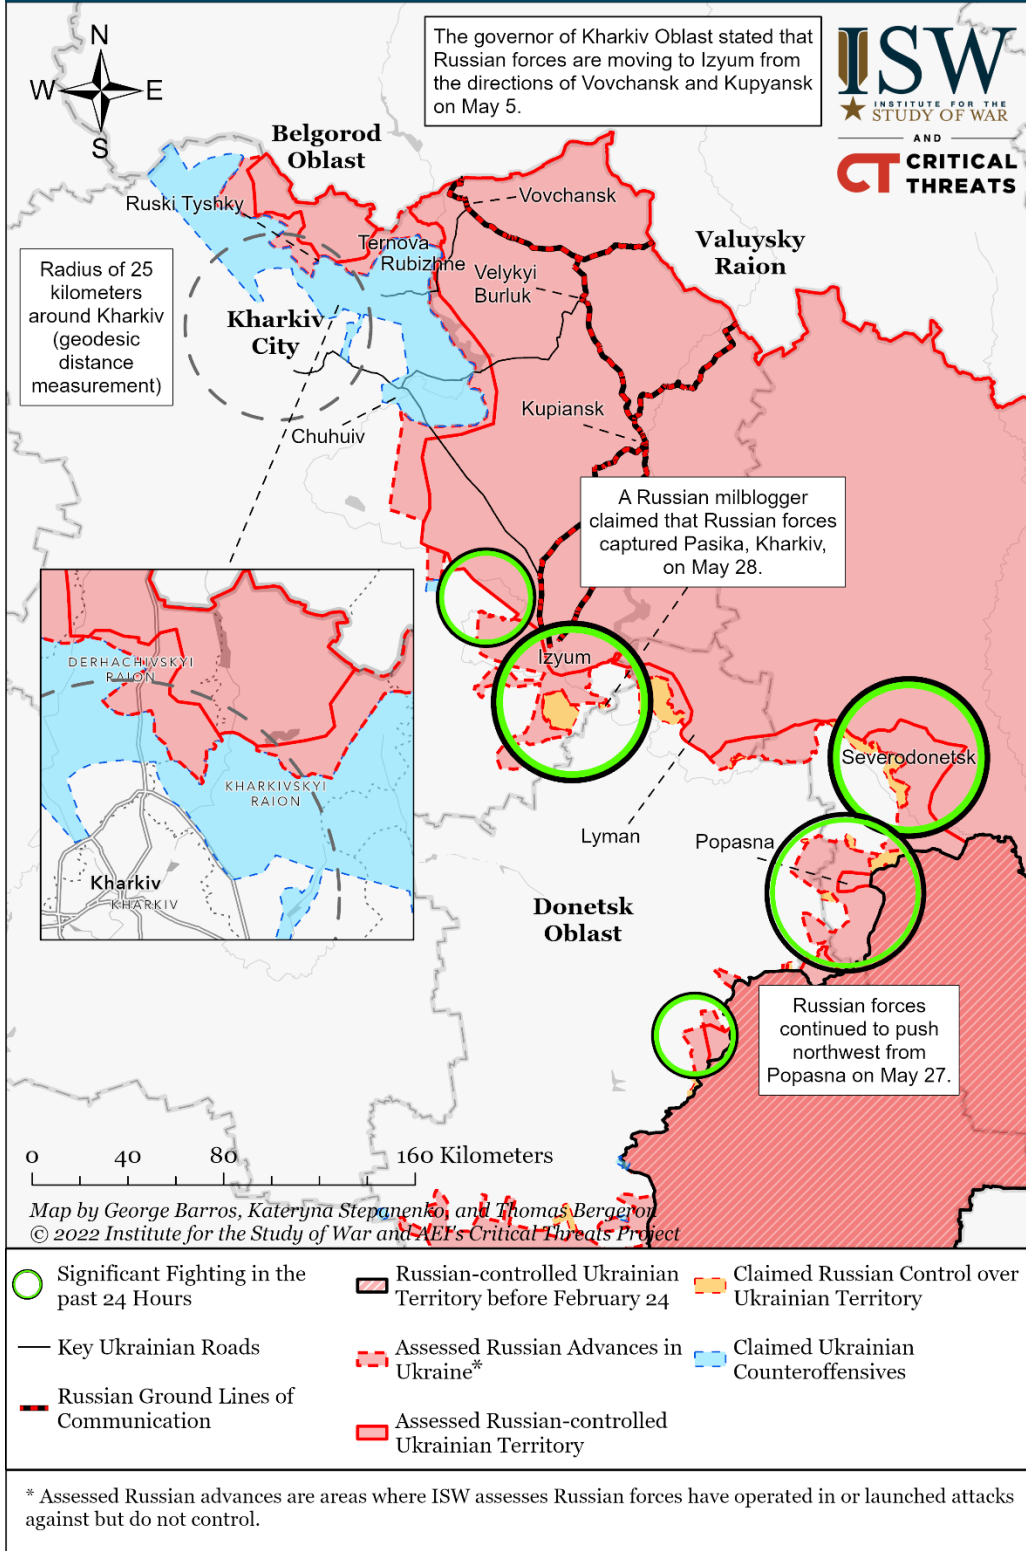 The governor of Kharkiv Oblast stated that
Russian forces are moving to Izyum from
the directions of Vovchansk and Kupyansk
on May 5.
ISW
INSTITUTE FOR THE
STUDY OF WAR
AND
CT CRITICAL
THREATS
N
W
E
S
Belgorod
Oblast
Ruski Tyshky
Vovchansk
Ternova
Rubizhne
Velykyi
Burluk
Valuysky
Raion
Radius of 25
kilometers
around Kharkiv
(geodesic
distance
measurement)
Kharkiv
City
Kupiansk
Chuhuiv
A Russian milblogger
claimed that Russian forces
captured Pasika, Kharkiv,
on May 28.
Izyum
DERHACHIVSKYI
RAION
KHARKIVSKYI
RAION
Kharkiv
KHARKIV
Severodonetsk
Lyman
Popasna
Donetsk
Oblast
Russian forces
continued to push
northwest from
Popasna on May 27.
0 40 80 160 Kilometers
Map by George Barros, Kateryna Stepanenko, and Thomas Bergeron
© 2022 Institute for the Study of War and AEI's Critical Threats Project
Significant Fighting in the
past 24 Hours
Key Ukrainian Roads
Russian Ground Lines of
Communication
Russian-controlled Ukrainian
Territory before February 24
Assessed Russian Advances in
Ukraine*
Assessed Russian-controlled
Ukrainian Territory
Claimed Russian Control over
Ukrainian Territory
Claimed Ukrainian
Counteroffensives
* Assessed Russian advances are areas where ISW assesses Russian forces have operated in or launched attacks
against but do not control.